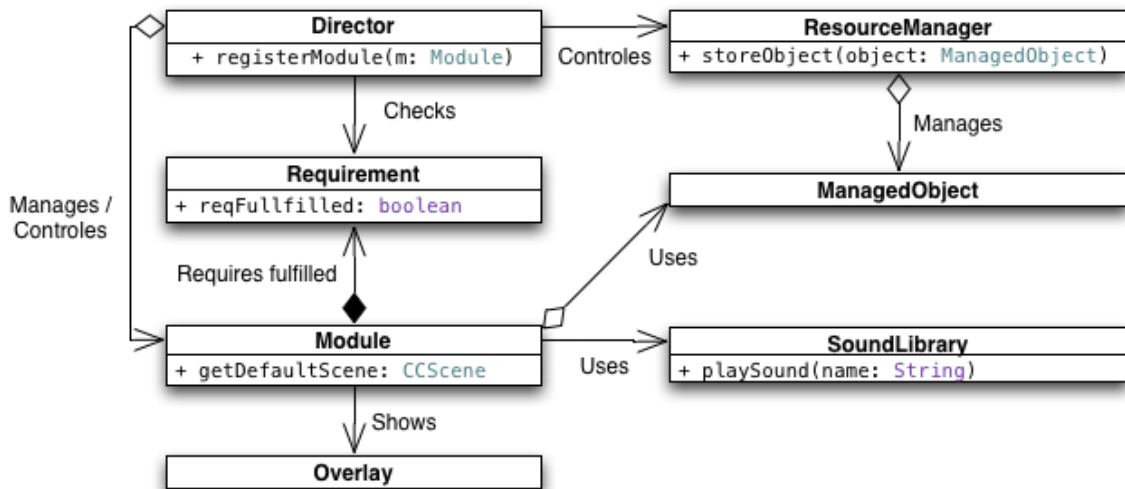 Director
+ registerModule(m: Module)
Controles
ResourceManager
+ storeObject(object: ManagedObject)
Checks
Manages
Requirement
+ reqFullfilled: boolean
ManagedObject
Manages /
Controles
Requires fulfilled
Uses
Module
+ getDefaultScene: CCScene
Uses
SoundLibrary
+ playSound(name: String)
Shows
Overlay